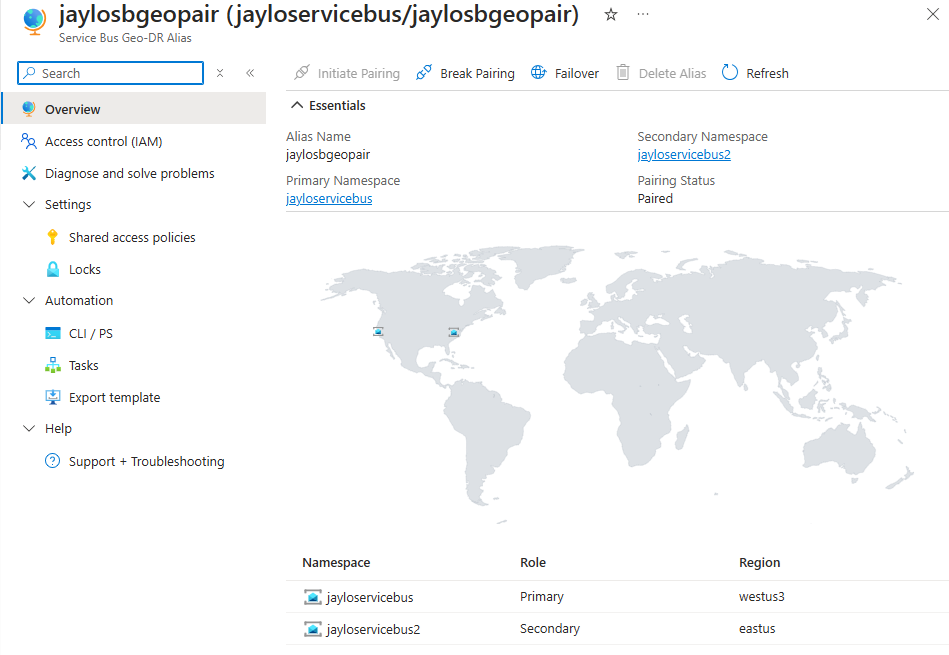 jaylosbgeopair (jayloservicebus/jaylosbgeopair)
Service Bus Geo-DR Alias
Search
Initiate Pairing
Break Pairing
Failover
Delete Alias
Refresh
Overview
Access control (IAM)
Diagnose and solve problems
Settings
Shared access policies
Locks
Automation
CLI / PS
Tasks
Export template
Help
Support + Troubleshooting
Essentials
Alias Name
jaylosbgeopair
Primary Namespace
jayloservicebus
Secondary Namespace
jayloservicebus2
Pairing Status
Paired
Namespace Role Region
jayloservicebus Primary westus3
jayloservicebus2 Secondary eastus